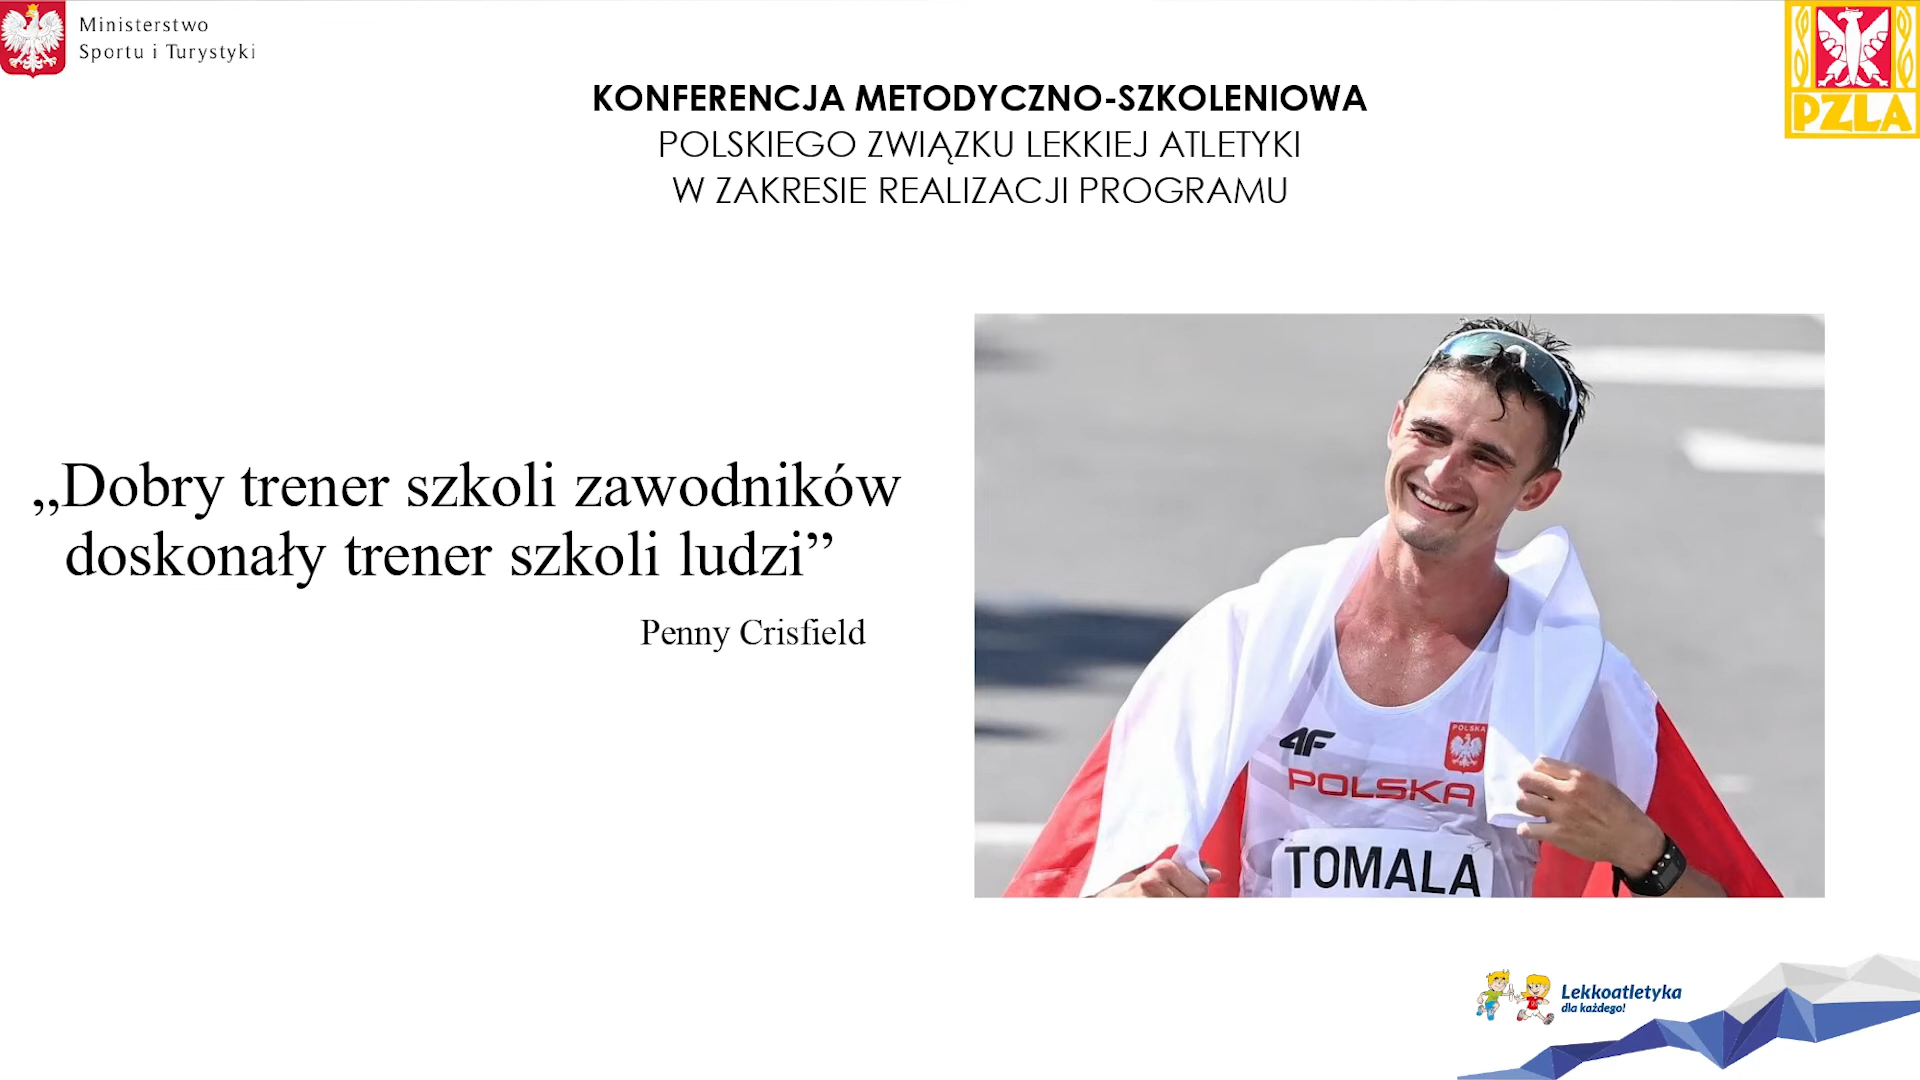 Ministerstwo
Sportu i Turystyki
PZLA
KONFERENCJA METODYCZNO-SZKOLENIOWA
POLSKIEGO ZWIĄZKU LEKKIEJ ATLETYKI
W ZAKRESIE REALIZACJI PROGRAMU
„Dobry trener szkoli zawodników
doskonały trener szkoli ludzi”
Penny Crisfield
POLSKA
4F
POLSKA
TOMALA
Lekkoatletyka
dla każdego!